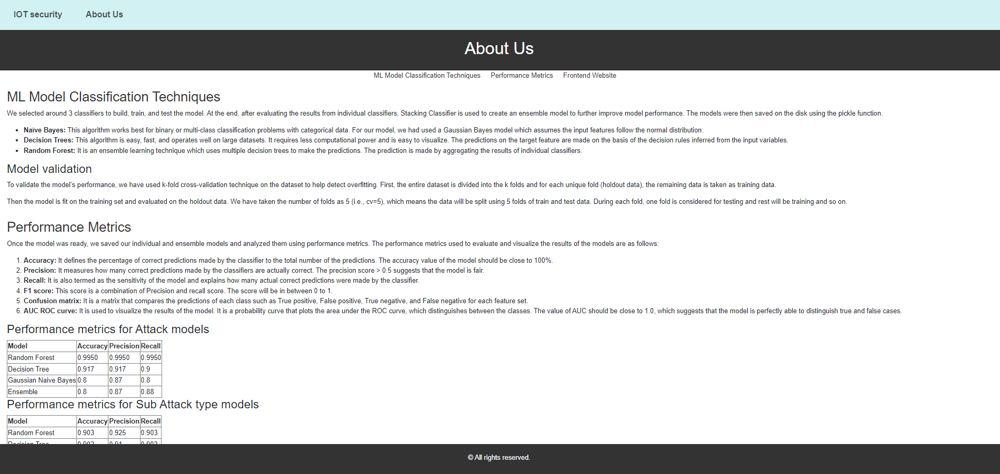 IOT security About Us
About Us
ML Model Classification Techniques Performance Metrics Frontend Website
ML Model Classification Techniques
We selected around 3 classifiers to build, train, and test the model. At the end, after evaluating the results from individual classifiers, Stacking Classifier is used to create an ensemble model to further improve model performance. The models were then saved on the disk using the pickle function.
• Naïve Bayes: This algorithm works best for binary or multi-class classification problems with categorical data. For our model, we had used a Gaussian Bayes model which assumes the input features follow the normal distribution.
• Decision Trees: This algorithm is easy, fast, and operates well on large datasets. It requires less computational power and is easy to visualize. The predictions on the target feature are made on the basis of the decision rules inferred from the input variables.
• Random Forest: It is an ensemble learning technique which uses multiple decision trees to make the predictions. The prediction is made by aggregating the results of individual classifiers.
Model validation
To validate the model's performance, we have used k-fold cross-validation technique on the dataset to help detect overfitting. First, the entire dataset is divided into the k folds and for each unique fold (holdout data), the remaining data is taken as training data.
Then the model is fit on the training set and evaluated on the holdout data. We have taken the number of folds as 5 (i.e., cv=5), which means the data will be split using 5 folds of train and test data. During each fold, one fold is considered for testing and rest will be training and so on.
Performance Metrics
Once the model was ready, we saved our individual and ensemble models and analyzed them using performance metrics. The performance metrics used to evaluate and visualize the results of the models are as follows:
1. Accuracy: It defines the percentage of correct predictions made by the classifier to the total number of the predictions. The accuracy value of the model should be close to 100%.
2. Precision: It measures how many correct predictions made by the classifiers are actually correct. The precision score > 0.5 suggests that the model is fair.
3. Recall: It is also termed as the sensitivity of the model and explains how many actual correct predictions were made by the classifier.
4. F1 score: This score is a combination of Precision and recall score. The score will be in between 0 to 1.
5. Confusion matrix: It is a matrix that compares the predictions of each class such as True positive, False positive, True negative, and False negative for each feature set.
6. AUC ROC curve: It is used to visualize the results of the model. It is a probability curve that plots the area under the ROC curve, which distinguishes between the classes. The value of AUC should be close to 1.0, which suggests that the model is perfectly able to distinguish true and false cases.
Performance metrics for Attack models
Model Accuracy Precision Recall
Random Forest 0.9950 0.9950 0.9950
Decision Tree 0.917 0.917 0.9
Gaussian Naive Bayes 0.8 0.87 0.8
Ensemble 0.8 0.87 0.88
Performance metrics for Sub Attack type models
Model Accuracy Precision Recall
Random Forest 0.903 0.925 0.903
Decision Tree 0.902 0.91 0.902
© All rights reserved.